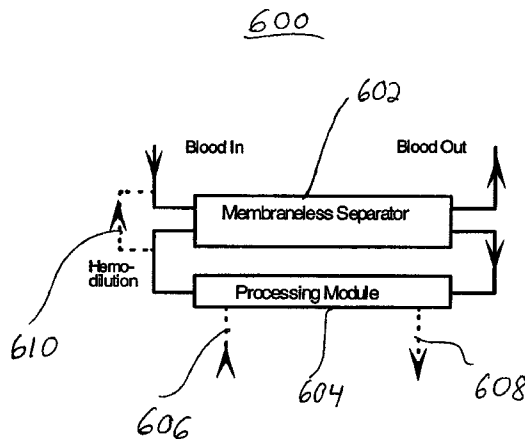 600
602
Blood In
Blood Out
Membraneless Separator
Hemo-
dilution
Processing Module
610
606
604
608